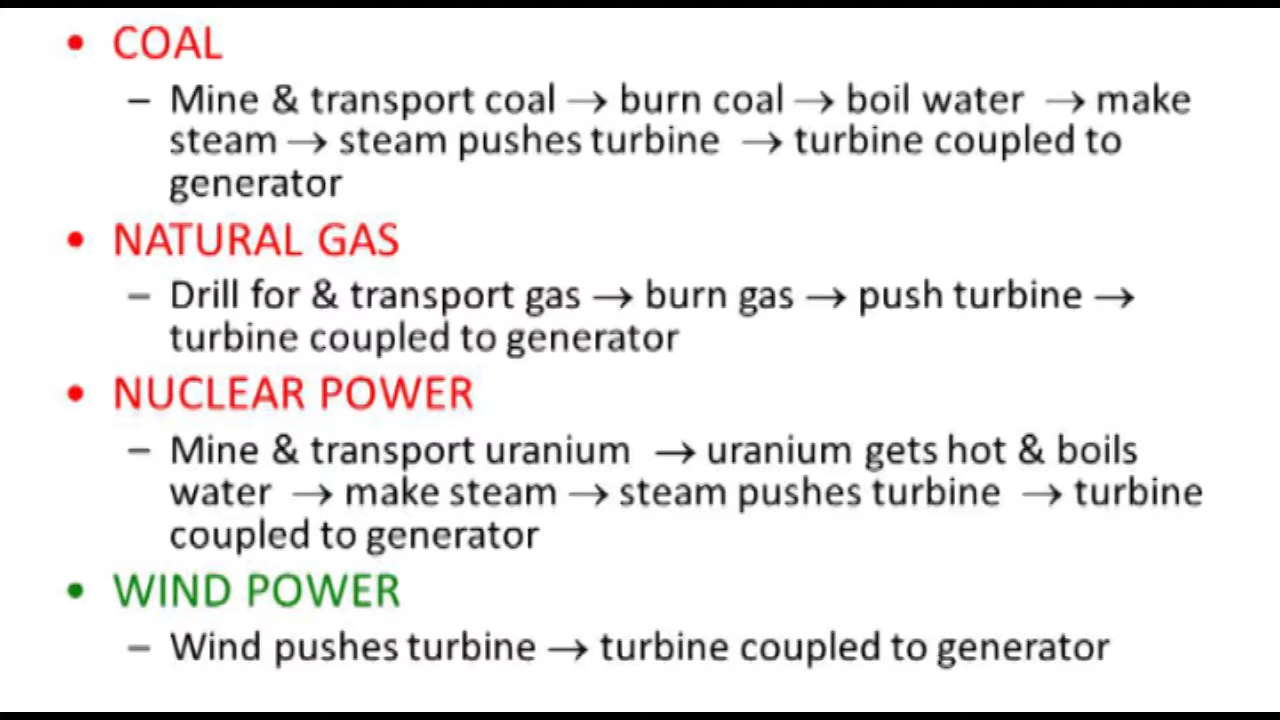 • COAL
– Mine & transport coal → burn coal → boil water → make
steam → steam pushes turbine → turbine coupled to
generator
• NATURAL GAS
– Drill for & transport gas → burn gas → push turbine →
turbine coupled to generator
• NUCLEAR POWER
– Mine & transport uranium → uranium gets hot & boils
water → make steam → steam pushes turbine → turbine
coupled to generator
• WIND POWER
– Wind pushes turbine → turbine coupled to generator